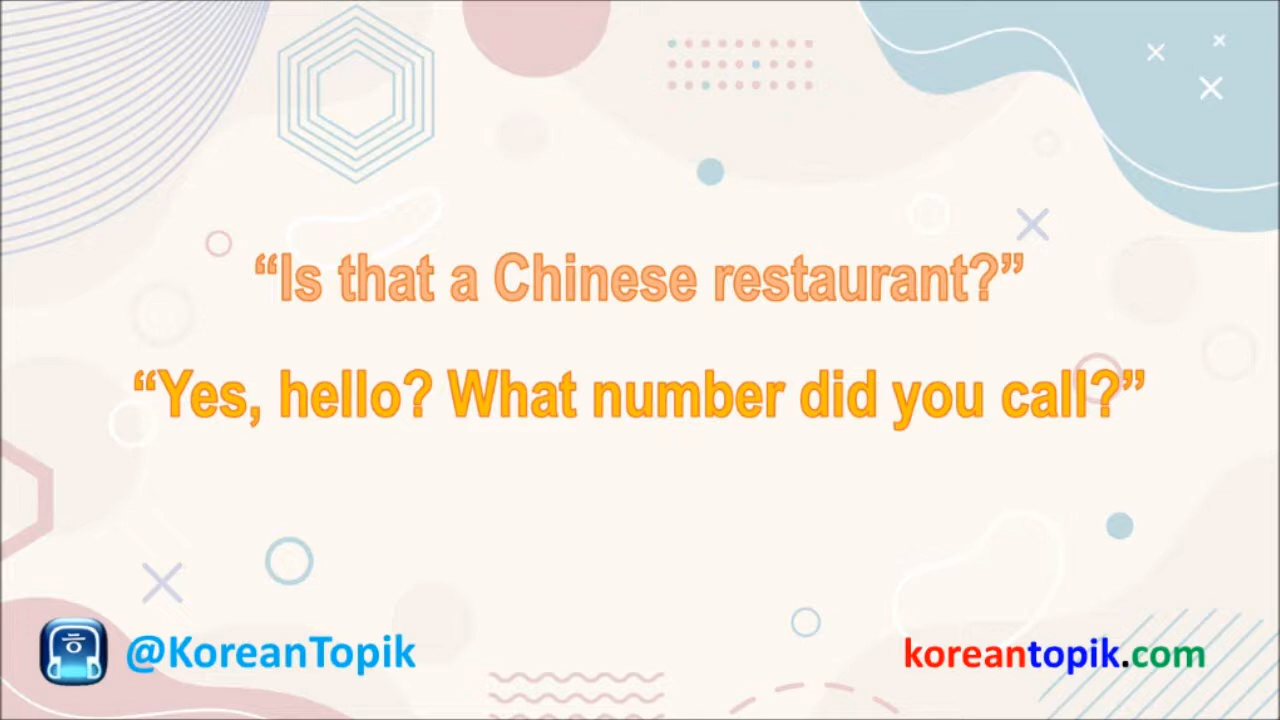 “Is that a Chinese restaurant?”
“Yes, hello? What number did you call?”
ㅎ
@KoreanTopik
koreantopik.com